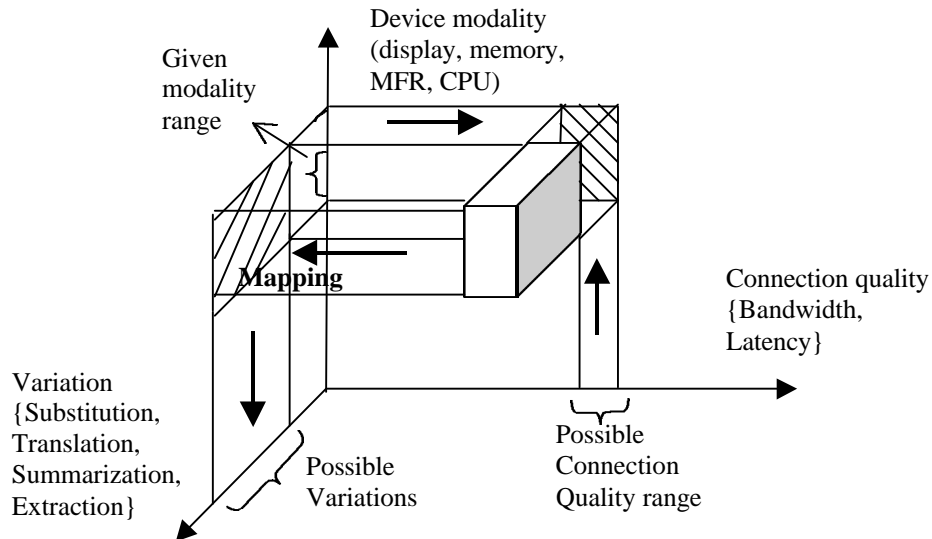 Device modality
(display, memory,
MFR, CPU)
Given
modality
range
Mapping
Connection quality
{Bandwidth,
Latency}
Variation
{Substitution,
Translation,
Summarization,
Extraction}
Possible
Variations
Possible
Connection
Quality range